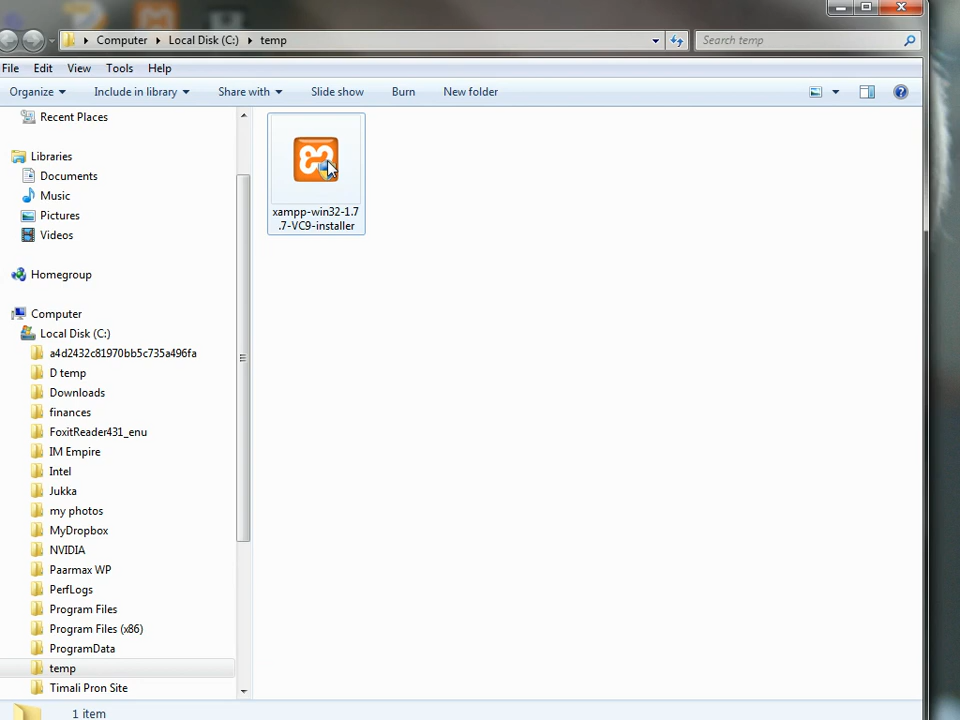 Computer Local Disk (C:) temp
Search temp
File Edit View Tools Help
Organize Include in library Share with Slide show Burn New folder
Recent Places
Libraries
Documents
Music
Pictures
Videos
Homegroup
Computer
Local Disk (C:)
a4d2432c81970bb5c735a496fa
D temp
Downloads
finances
FoxitReader431_enu
IM Empire
Intel
Jukka
my photos
MyDropbox
NVIDIA
Paarmax WP
PerfLogs
Program Files
Program Files (x86)
ProgramData
temp
Timali Pron Site
xampp-win32-1.7
.7-VC9-installer
1 item